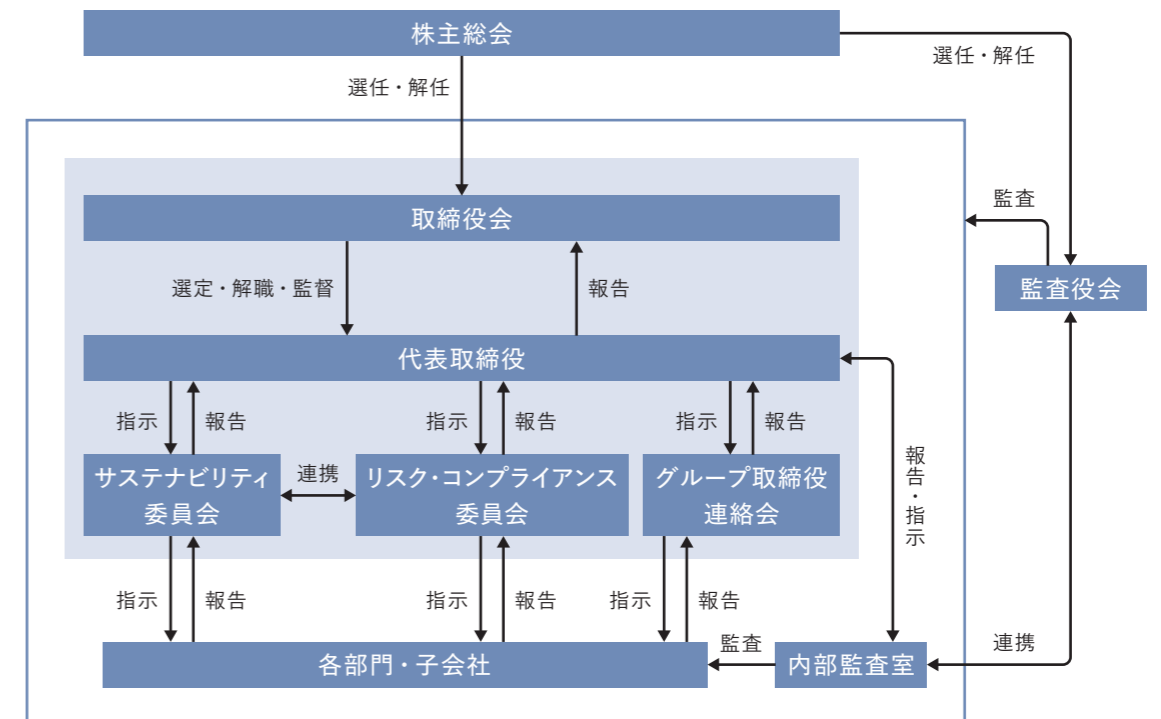 株主総会
選任・解任
選任・解任
取締役会
監査
監査役会
選定・解職・監督
報告
代表取締役
指示
報告
指示
報告
指示
報告
サステナビリティ
委員会
連携
リスク・コンプライアンス
委員会
グループ取締役
連絡会
報告・指示
指示
報告
指示
報告
指示
報告
各部門・子会社
監査
内部監査室
連携